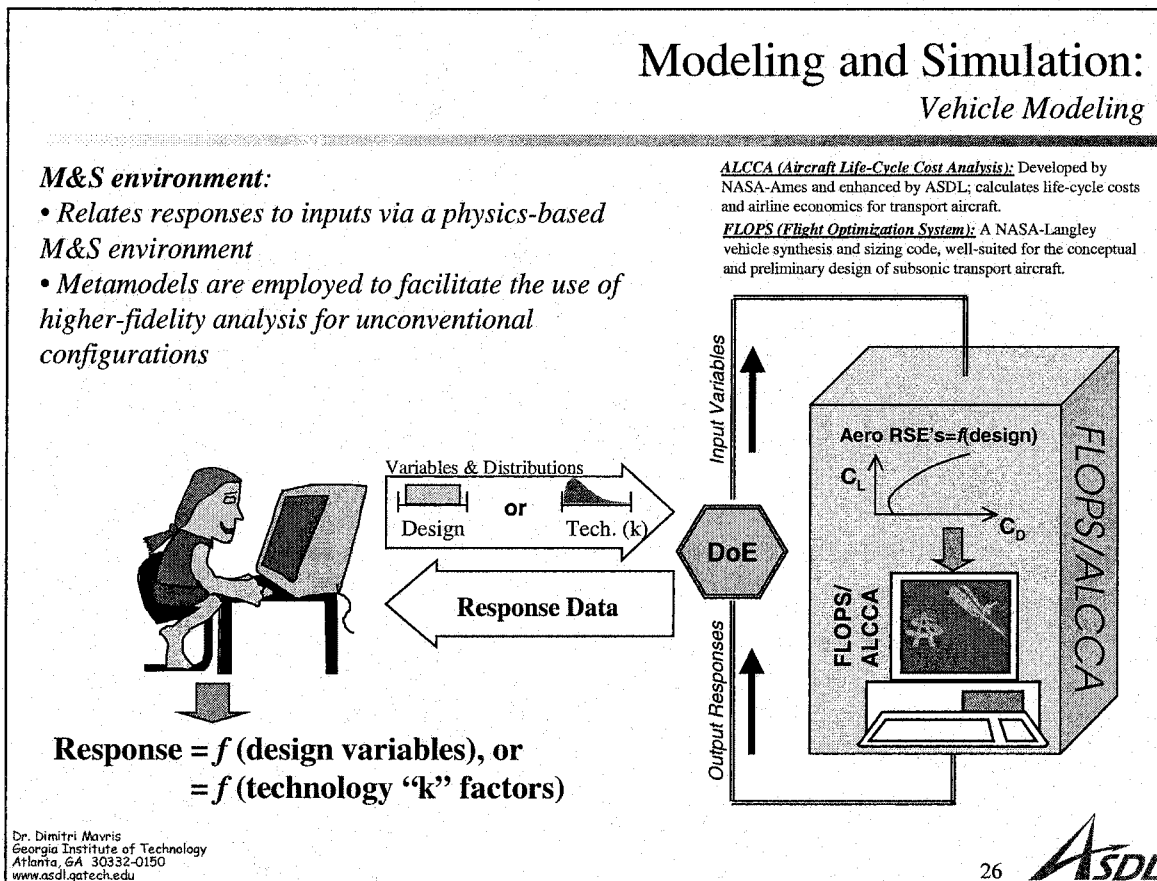 Modeling and Simulation:
Vehicle Modeling
M&S environment:
• Relates responses to inputs via a physics-based
M&S environment
• Metamodels are employed to facilitate the use of
higher-fidelity analysis for unconventional
configurations
ALCCA (Aircraft Life-Cycle Cost Analysis): Developed by
NASA-Ames and enhanced by ASDL; calculates life-cycle costs
and airline economics for transport aircraft.
FLOPS (Flight Optimization System): A NASA-Langley
vehicle synthesis and sizing code, well-suited for the conceptual
and preliminary design of subsonic transport aircraft.
Variables & Distributions
Design
or
Tech. (k)
Response Data
DoE
Input Variables
Output Responses
Aero RSE's=f(design)
CL
CD
FLOPS/
ALCCA
FLOPS/ALCCA
Response = f (design variables), or
= f (technology “k” factors)
Dr. Dimitri Mavris
Georgia Institute of Technology
Atlanta, GA 30332-0150
www.asdl.gatech.edu
26
ASDL